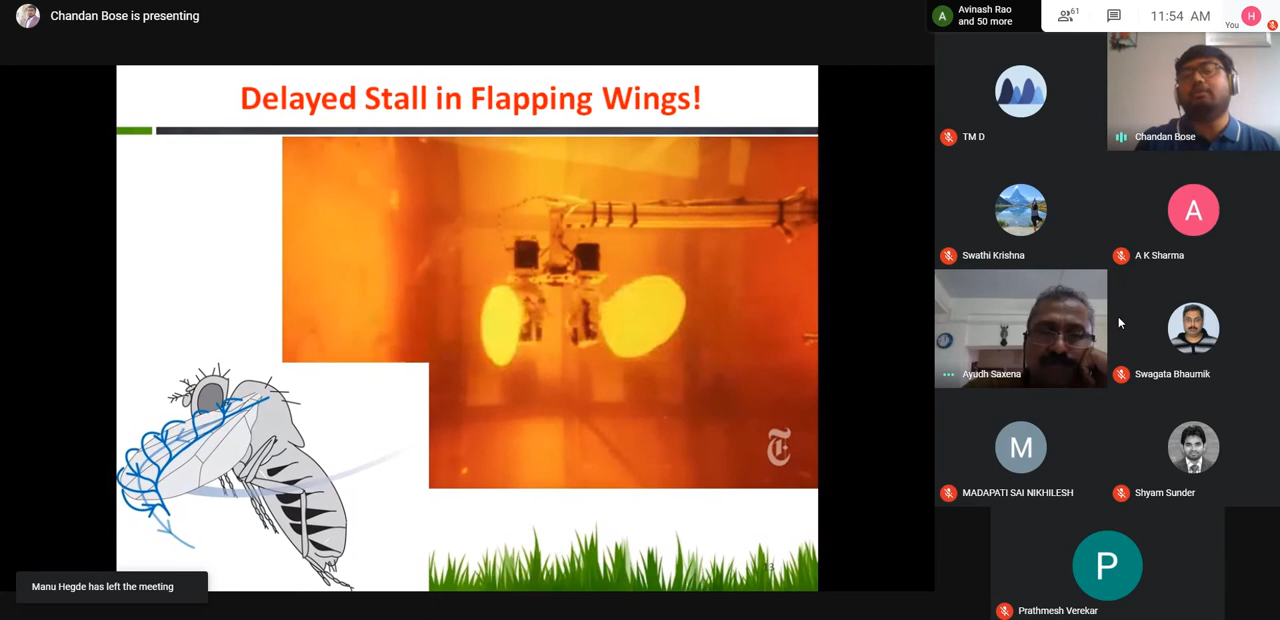 Chandan Bose is presenting
A
Avinash Rao
and 50 more
61
11:54 AM
You
H
Delayed Stall in Flapping Wings!
T
13
TM D
Chandan Bose
Swathi Krishna
A
A K Sharma
Ayudh Saxena
Swagata Bhaumik
M
MADAPATI SAI NIKHILESH
Shyam Sunder
P
Prathmesh Verekar
Manu Hegde has left the meeting